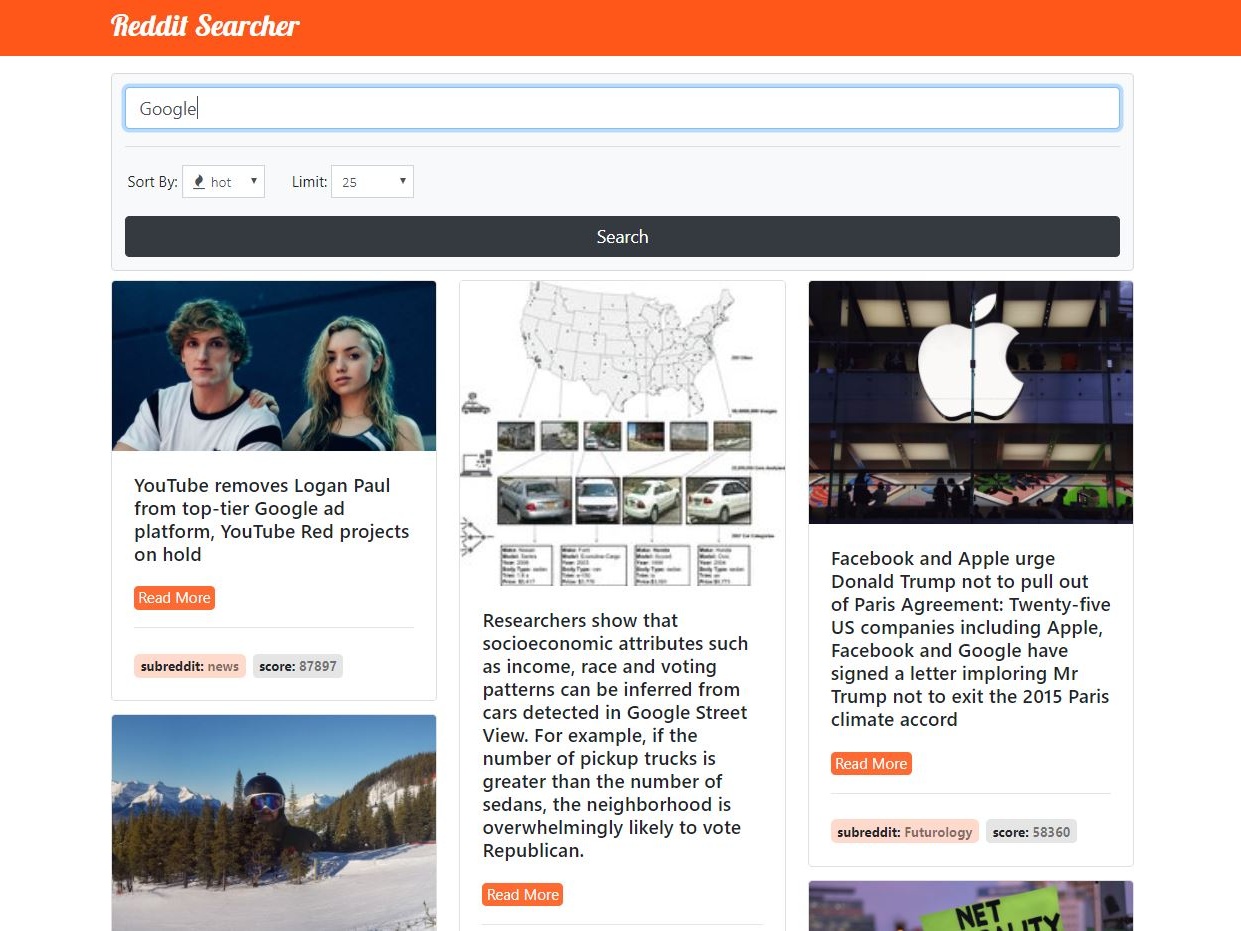 Reddit Searcher
Google
Sort By: hot Limit: 25
Search
YouTube removes Logan Paul
from top-tier Google ad
platform, YouTube Red projects
on hold
Read More
subreddit: news score: 87897
Researchers show that
socioeconomic attributes such
as income, race and voting
patterns can be inferred from
cars detected in Google Street
View. For example, if the
number of pickup trucks is
greater than the number of
sedans, the neighborhood is
overwhelmingly likely to vote
Republican.
Read More
Facebook and Apple urge
Donald Trump not to pull out
of Paris Agreement: Twenty-five
US companies including Apple,
Facebook and Google have
signed a letter imploring Mr
Trump not to exit the 2015 Paris
climate accord
Read More
subreddit: Futurology score: 58360
NET